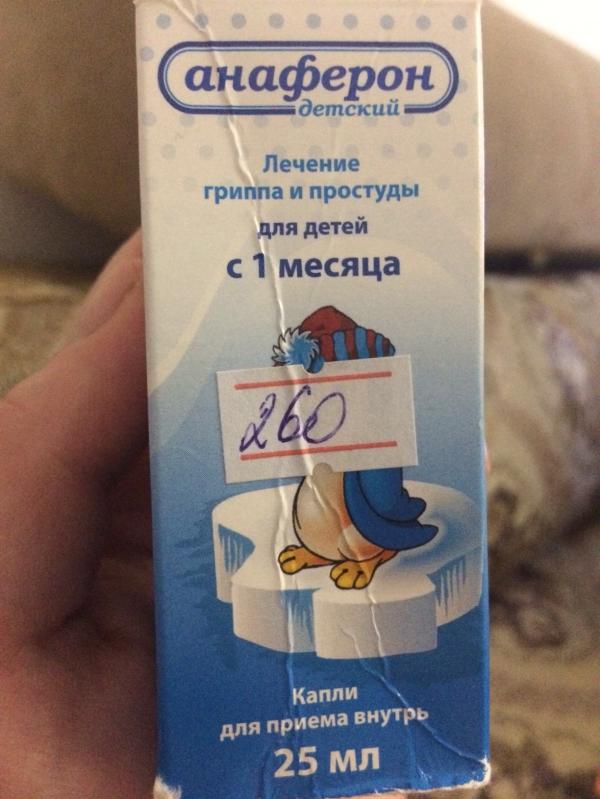 анаферон
детский
Лечение
гриппа и простуды
для детей
с 1 месяца
260
Капли
для приема внутрь
25 мл